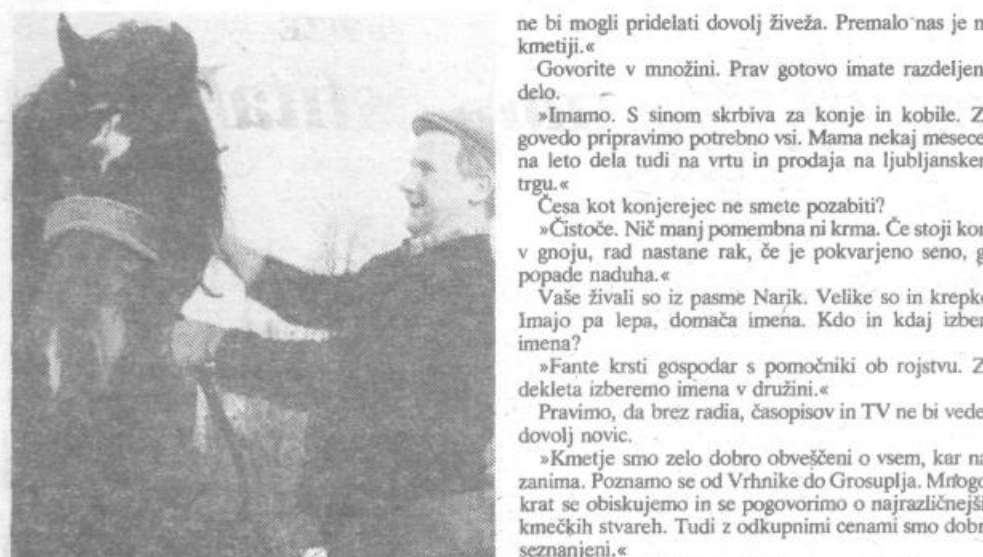 ne bi mogli pridelati dovolj živeža. Premalo nas je n
kmetiji.«
Govorite v množini. Prav gotovo imate razdeljen
delo.
»Imamo. S sinom skrbiva za konje in kobile. Z
govedo pripravimo potrebno vsi. Mama nekaj mesece
na leto dela tudi na vrtu in prodaja na ljubljanskem
trgu.«
Česa kot konjerejec ne smete pozabiti?
»Čistoče. Nič manj pomembna ni krma. Če stoji kon
v gnoju, rad nastane rak, če je pokvarjeno seno, g
popade naduha.«
Vaše živali so iz pasme Narik. Velike so in krepke
Imajo pa lepa, domača imena. Kdo in kdaj izber
imena?
»Fante krsti gospodar s pomočniki ob rojstvu. Z
dekleta izberemo imena v družini.«
Pravimo, da brez radia, časopisov in TV ne bi vede
dovolj novic.
»Kmetje smo zelo dobro obveščeni o vsem, kar na
zanima. Poznamo se od Vrhnike do Grosuplja. Mnogo
krat se obiskujemo in se pogovorimo o najrazličnejši
kmečkih stvareh. Tudi z odkupnimi cenami smo dobr
seznanjeni.«